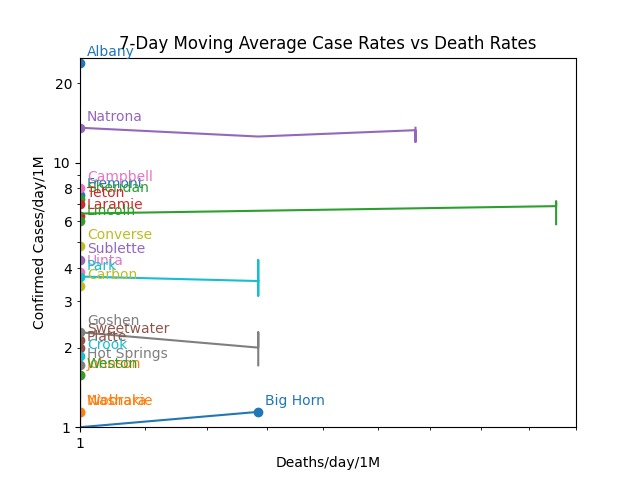 7-Day Moving Average Case Rates vs Death Rates
Albany
20
Natrona
10
Campbell
Fremont
Sheridan
8
Teton
Laramie
Lincoln
6
Converse
Sublette
Uinta
Park
4
Carbon
3
Goshen
Sweetwater
Platte
Crook
2
Hot Springs
Johnson
Weston
Washakie
Niobrara
Big Horn
1
1
Confirmed Cases/day/1M
Deaths/day/1M